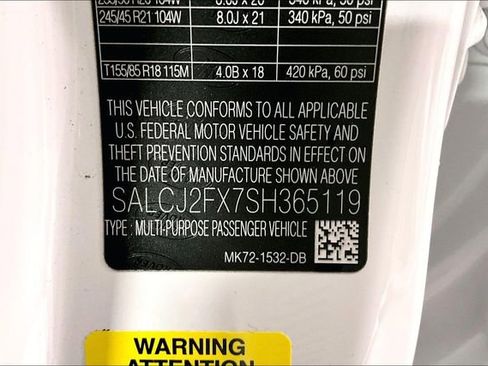 245/45 R21 104W 8.0J x 21 340 kPa, 50 psi
T155/85 R18 115M 4.0B x 18 420 kPa, 60 psi
THIS VEHICLE CONFORMS TO ALL APPLICABLE
U.S. FEDERAL MOTOR VEHICLE SAFETY AND
THEFT PREVENTION STANDARDS IN EFFECT ON
THE DATE OF MANUFACTURE SHOWN ABOVE
SALCJ2FX7SH365119
TYPE : MULTI-PURPOSE PASSENGER VEHICLE
MK72-1532-DB
WARNING
ATTENTION